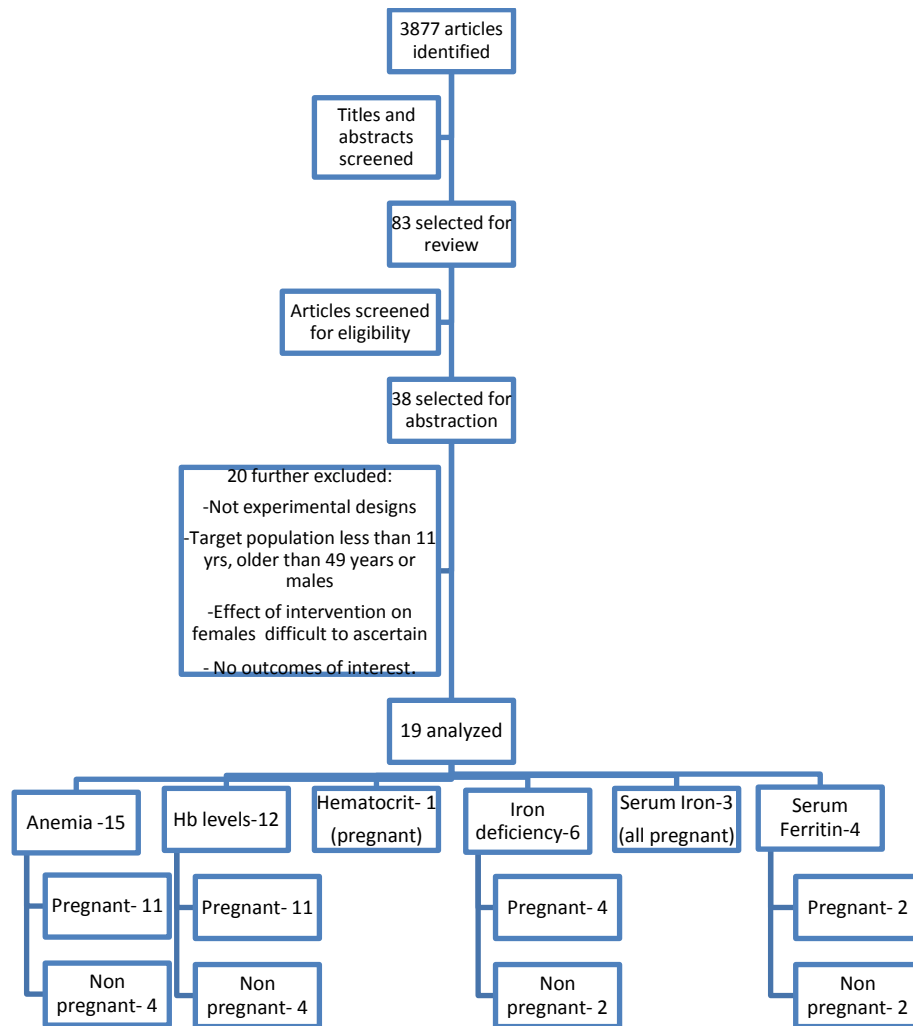 3877 articles
identified
Titles and
abstracts
screened
83 selected for
review
Articles screened
for eligibility
38 selected for
abstraction
20 further excluded:
-Not experimental designs
-Target population less than 11
yrs, older than 49 years or
males
-Effect of intervention on
females difficult to ascertain
- No outcomes of interest.
19 analyzed
Anemia -15
Pregnant- 11
Non
pregnant- 4
Hb levels-12
Pregnant- 11
Non
pregnant- 4
Hematocrit- 1
(pregnant)
Iron
deficiency-6
Pregnant- 4
Non
pregnant- 2
Serum Iron-3
(all pregnant)
Serum
Ferritin-4
Pregnant- 2
Non
pregnant- 2